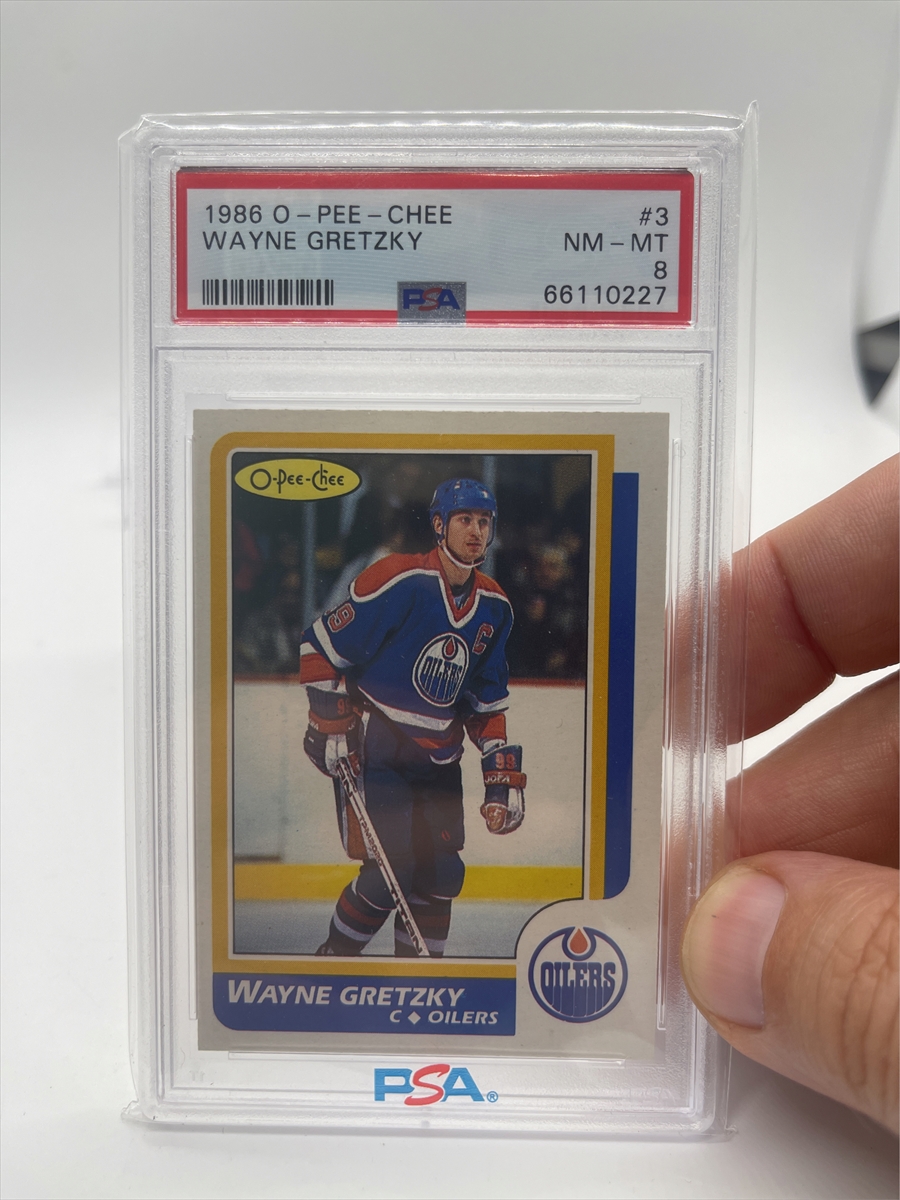 1986 O-PEE-CHEE #3
WAYNE GRETZKY NM-MT
8
PSA 66110227
O-Pee-Chee
9
C
OILERS
99
JOFA
OILERS
WAYNE GRETZKY
C ◆ OILERS
PSA®